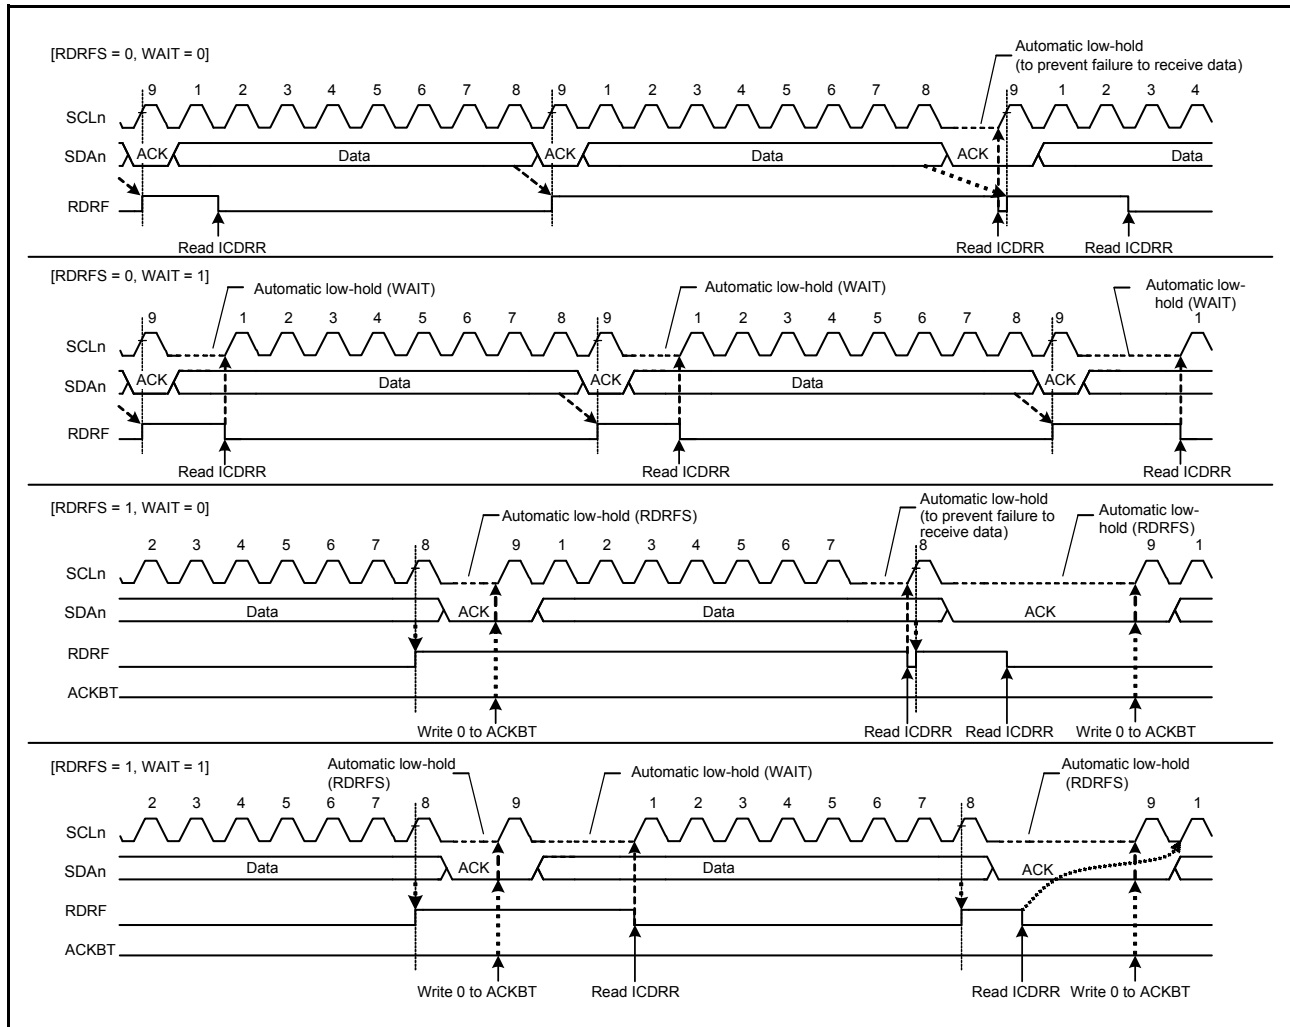 [RDRFS = 0, WAIT = 0]
Automatic low-hold
(to prevent failure to receive data)
9 1 2 3 4 5 6 7 8 9 1 2 3 4 5 6 7 8 9 1 2 3 4
SCLn
SDAn ACK Data ACK Data ACK Data
RDRF
Read ICDRR Read ICDRR Read ICDRR
[RDRFS = 0, WAIT = 1]
Automatic low-hold (WAIT) Automatic low-hold (WAIT) Automatic low-
hold (WAIT)
9 1 2 3 4 5 6 7 8 9 1 2 3 4 5 6 7 8 9 1
SCLn
SDAn ACK Data ACK Data ACK
RDRF
Read ICDRR Read ICDRR Read ICDRR
[RDRFS = 1, WAIT = 0]
Automatic low-hold (RDRFS)
Automatic low-hold
(to prevent failure to
receive data)
Automatic low-
hold (RDRFS)
2 3 4 5 6 7 8 9 1 2 3 4 5 6 7 8 9 1
SCLn
SDAn Data ACK Data ACK
RDRF
ACKBT
Write 0 to ACKBT Read ICDRR Read ICDRR Write 0 to ACKBT
[RDRFS = 1, WAIT = 1]
Automatic low-hold
(RDRFS)
Automatic low-hold (WAIT)
Automatic low-hold
(RDRFS)
2 3 4 5 6 7 8 9 1 2 3 4 5 6 7 8 9 1
SCLn
SDAn Data ACK Data ACK
RDRF
ACKBT
Write 0 to ACKBT Read ICDRR Read ICDRR Write 0 to ACKBT